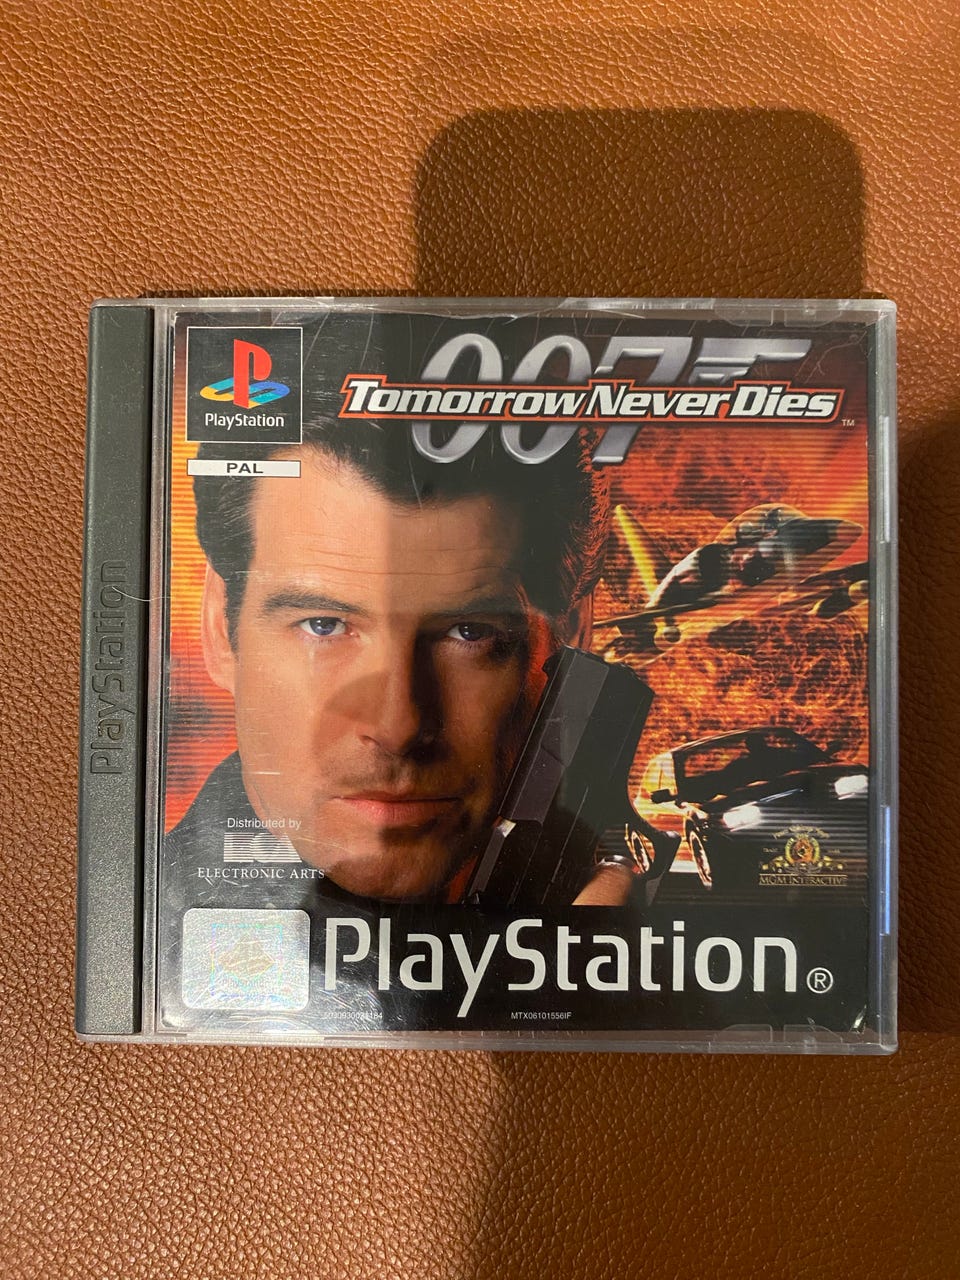 PlayStation
PlayStation
PAL
007
Tomorrow Never Dies
TM
Distributed by
ELECTRONIC ARTS
MGM INTERACTIVE
PlayStation®
MTX06101556IF